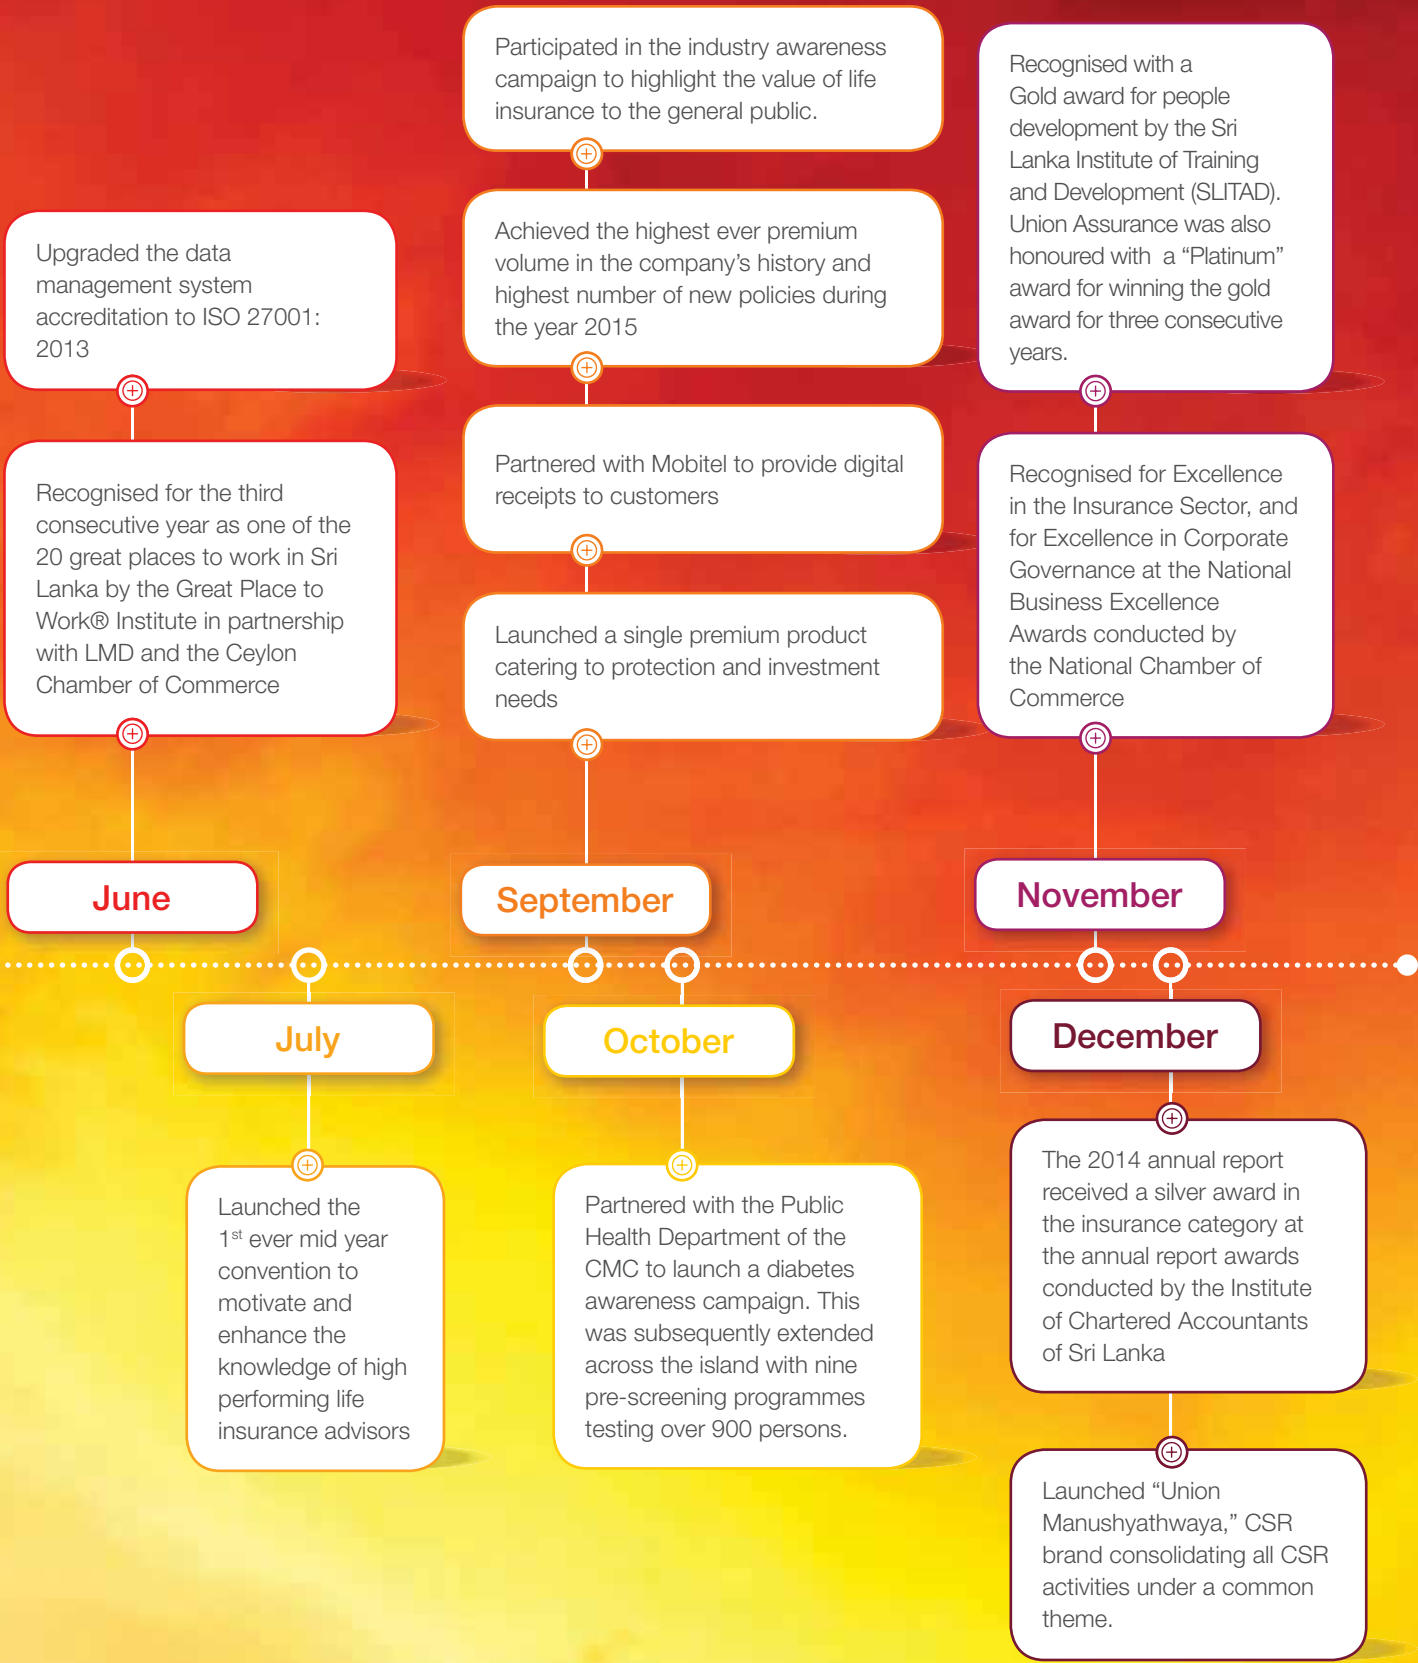 Upgraded the data
management system
accreditation to ISO 27001:
2013
Recognised for the third
consecutive year as one of the
20 great places to work in Sri
Lanka by the Great Place to
Work® Institute in partnership
with LMD and the Ceylon
Chamber of Commerce
June
Participated in the industry awareness
campaign to highlight the value of life
insurance to the general public.
Achieved the highest ever premium
volume in the company’s history and
highest number of new policies during
the year 2015
Partnered with Mobitel to provide digital
receipts to customers
Launched a single premium product
catering to protection and investment
needs
September
Recognised with a
Gold award for people
development by the Sri
Lanka Institute of Training
and Development (SLITAD).
Union Assurance was also
honoured with a “Platinum”
award for winning the gold
award for three consecutive
years.
Recognised for Excellence
in the Insurance Sector, and
for Excellence in Corporate
Governance at the National
Business Excellence
Awards conducted by
the National Chamber of
Commerce
November
July
Launched the
1st ever mid year
convention to
motivate and
enhance the
knowledge of high
performing life
insurance advisors
October
Partnered with the Public
Health Department of the
CMC to launch a diabetes
awareness campaign. This
was subsequently extended
across the island with nine
pre-screening programmes
testing over 900 persons.
December
The 2014 annual report
received a silver award in
the insurance category at
the annual report awards
conducted by the Institute
of Chartered Accountants
of Sri Lanka
Launched “Union
Manushyathwaya,” CSR
brand consolidating all CSR
activities under a common
theme.